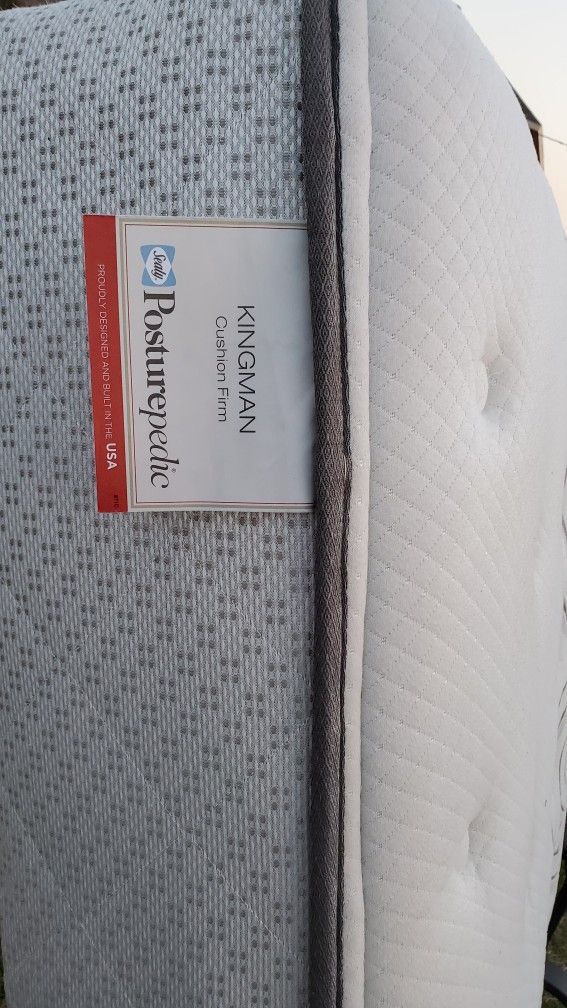 KINGMAN
Cushion Firm
Sealy
Posturepedic®
PROUDLY DESIGNED AND BUILT IN THE USA